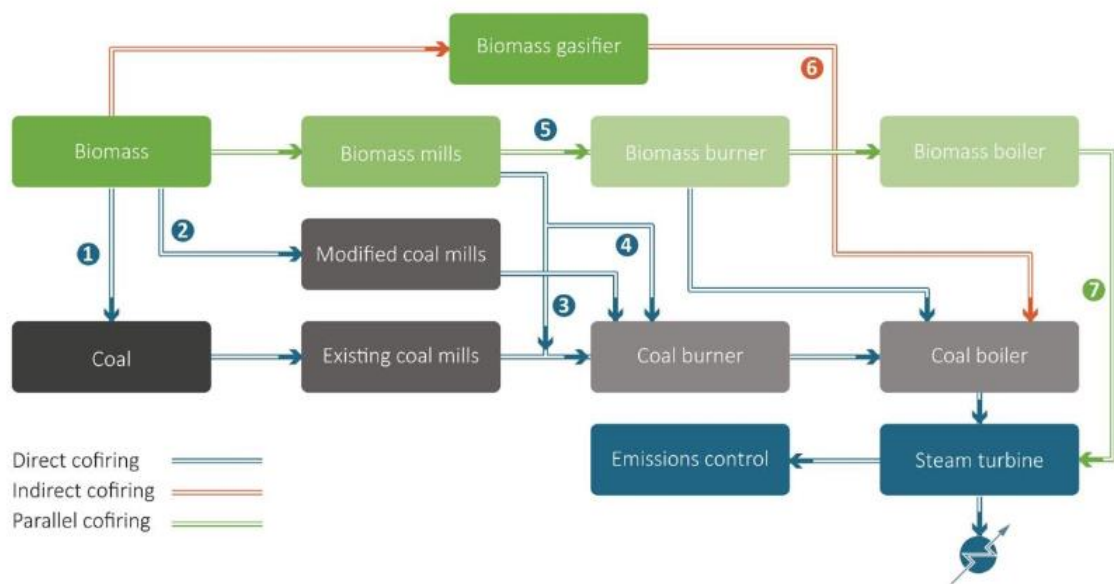 Biomass gasifier
6
Biomass
Biomass mills
5
Biomass burner
Biomass boiler
1
2
Modified coal mills
4
3
7
Coal
Existing coal mills
Coal burner
Coal boiler
Direct cofiring
Indirect cofiring
Parallel cofiring
Emissions control
Steam turbine